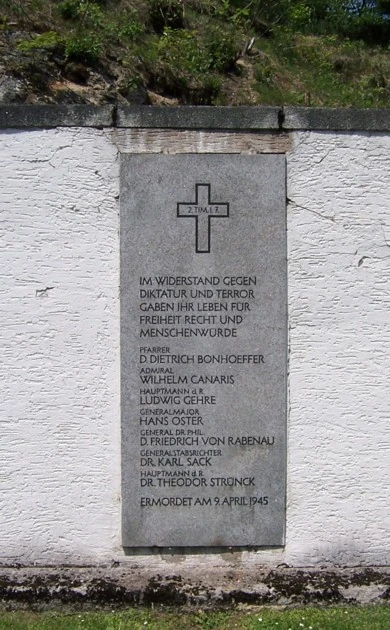 2. TIM. 1. 7.
IM WIDERSTAND GEGEN
DIKTATUR UND TERROR
GABEN IHR LEBEN FÜR
FREIHEIT RECHT UND
MENSCHENWÜRDE
PFARRER
D. DIETRICH BONHOEFFER
ADMIRAL
WILHELM CANARIS
HAUPTMANN d. R.
LUDWIG GEHRE
GENERALMAJOR
HANS OSTER
GENERAL DR. PHIL.
D. FRIEDRICH VON RABENAU
GENERALSTABSRICHTER
DR. KARL SACK
HAUPTMANN d. R.
DR. THEODOR STRÜNCK
ERMORDET AM 9. APRIL 1945